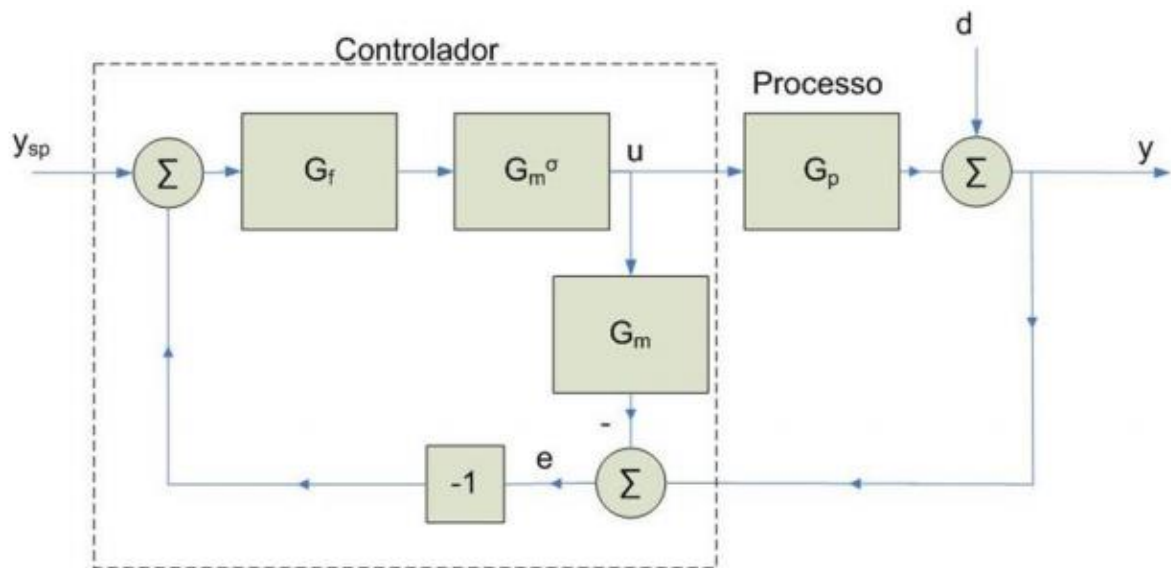 Controlador
d
Processo
y_sp
Σ
G_f
G_m^σ
u
G_p
Σ
y
G_m
-
-1
e
Σ